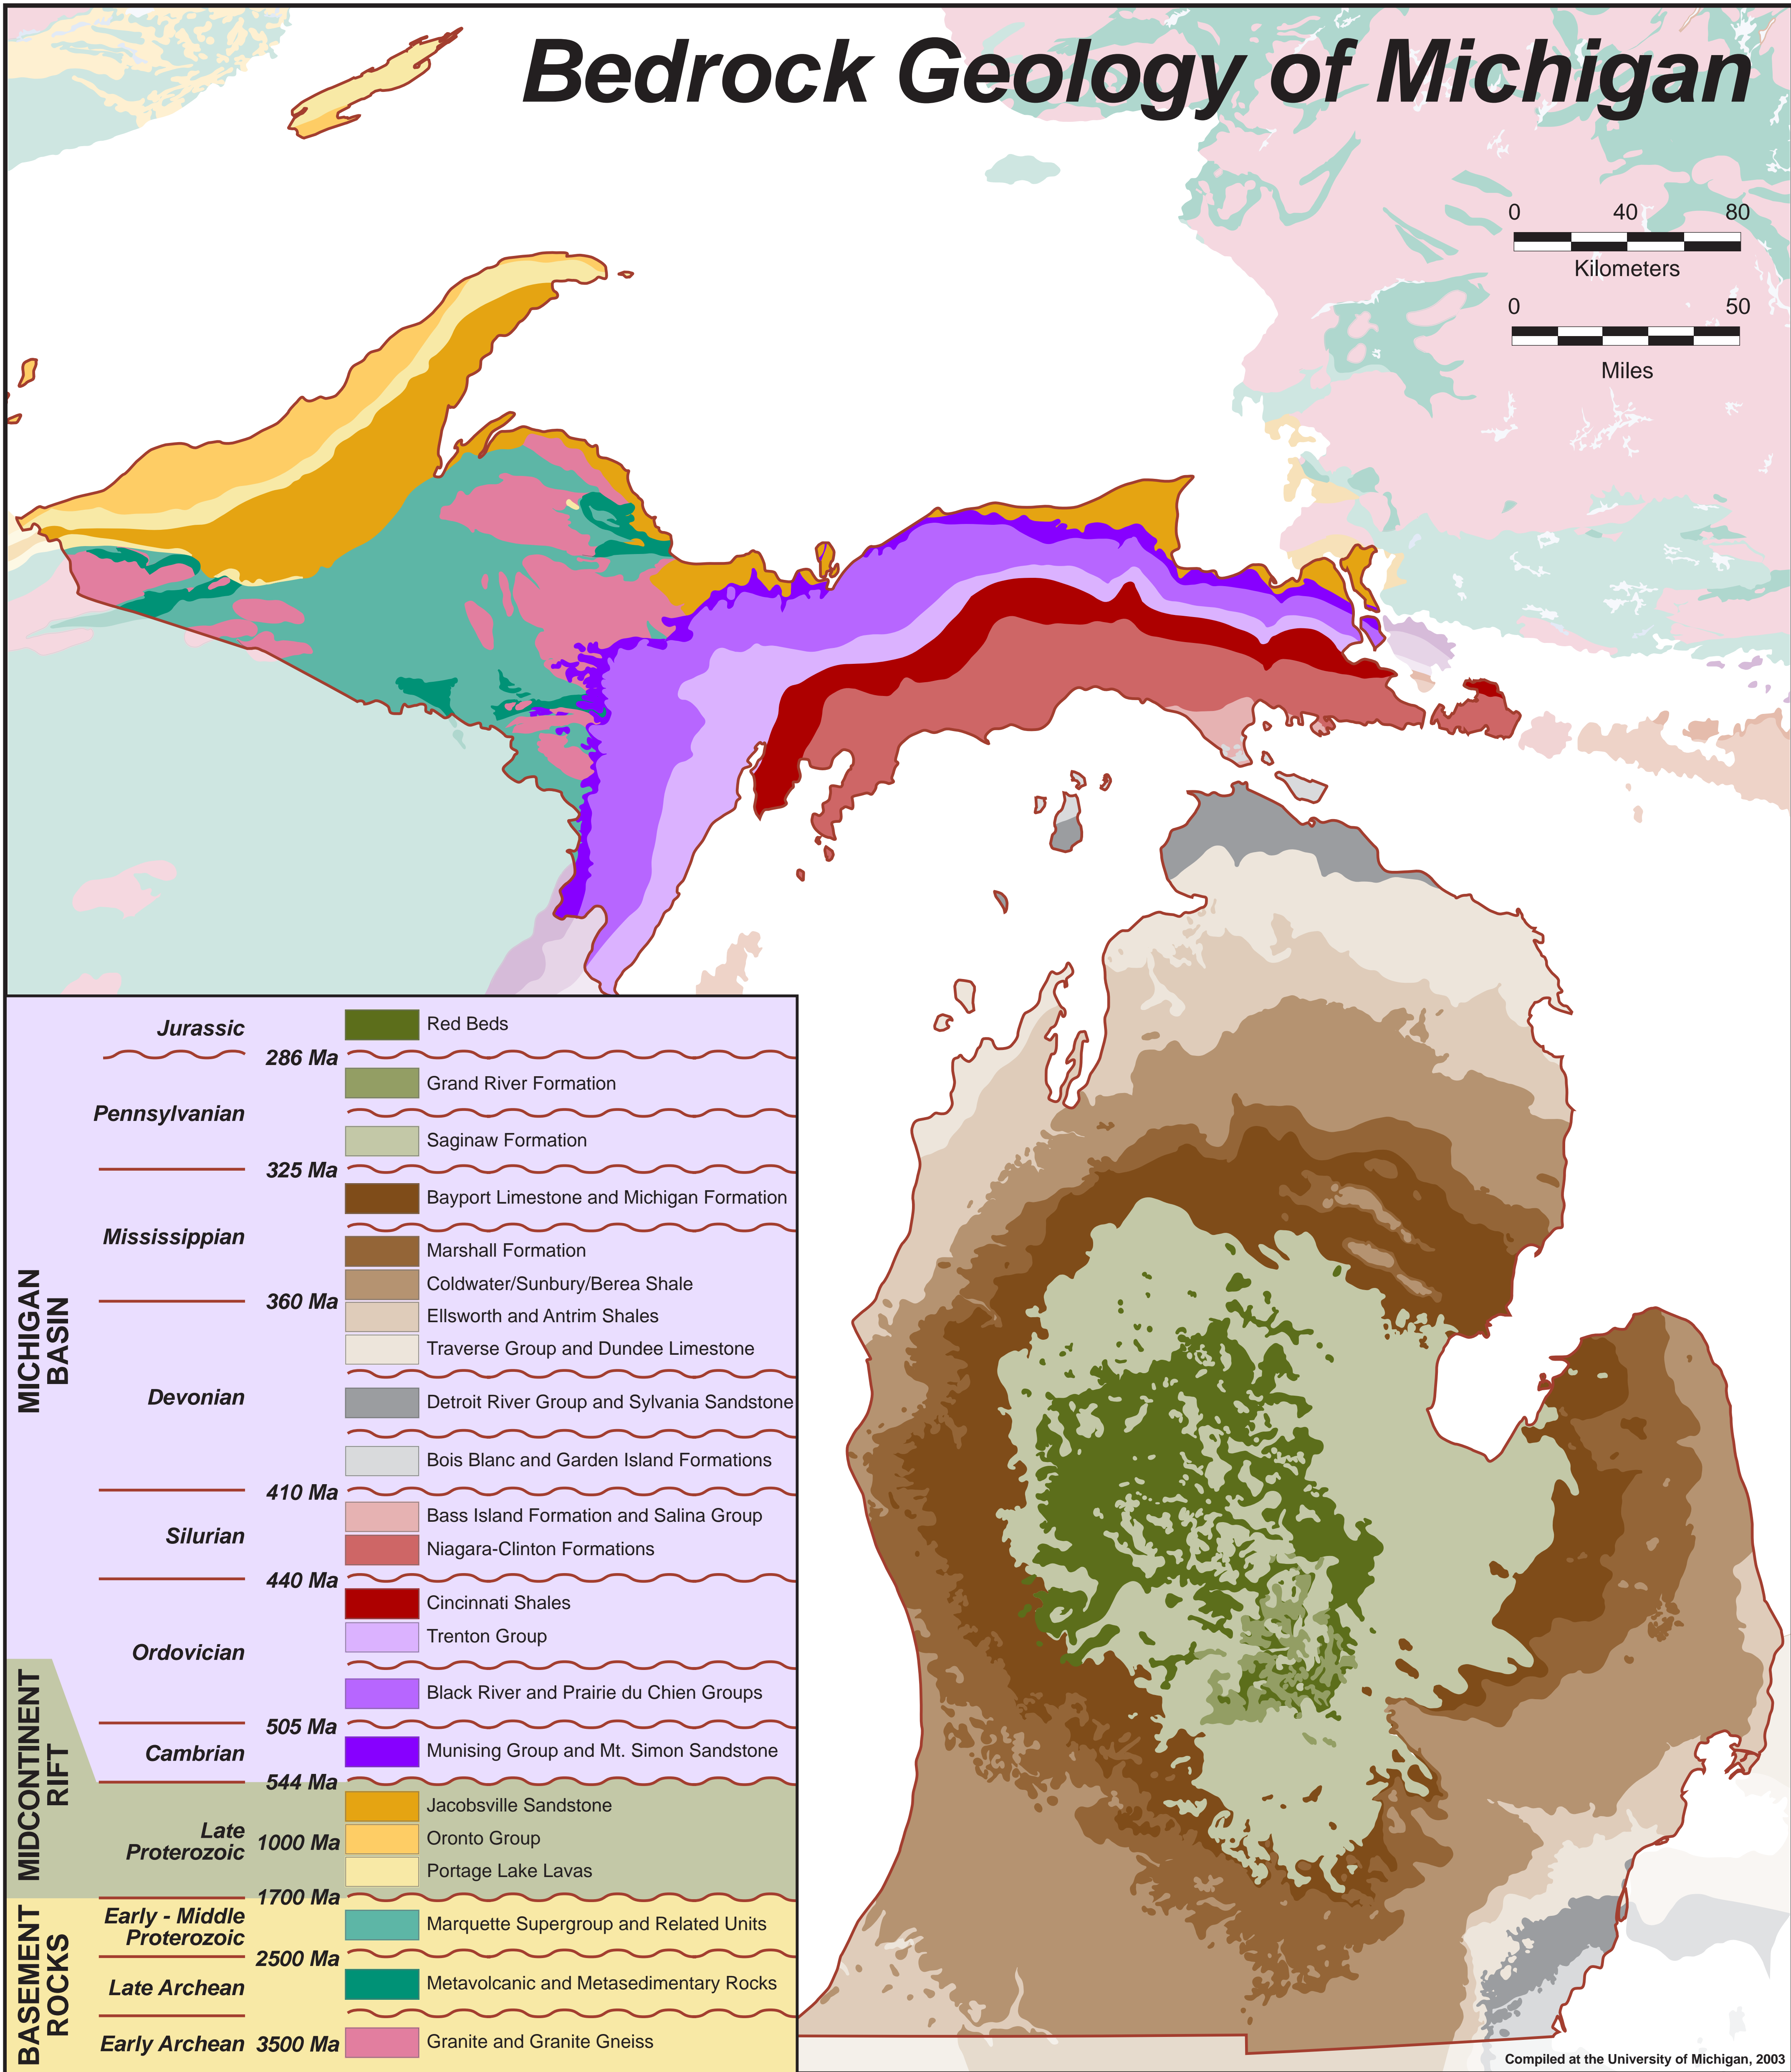 Bedrock Geology of Michigan
0 40 80
Kilometers
0 50
Miles
MICHIGAN
BASIN
Jurassic
Red Beds
286 Ma
Grand River Formation
Pennsylvanian
Saginaw Formation
325 Ma
Bayport Limestone and Michigan Formation
Mississippian
Marshall Formation
Coldwater/Sunbury/Berea Shale
360 Ma
Ellsworth and Antrim Shales
Traverse Group and Dundee Limestone
Devonian
Detroit River Group and Sylvania Sandstone
Bois Blanc and Garden Island Formations
410 Ma
Bass Island Formation and Salina Group
Silurian
Niagara-Clinton Formations
440 Ma
Cincinnati Shales
Trenton Group
Ordovician
Black River and Prairie du Chien Groups
505 Ma
Cambrian
Munising Group and Mt. Simon Sandstone
544 Ma
MIDCONTINENT
RIFT
Jacobsville Sandstone
Late
Proterozoic
1000 Ma
Oronto Group
Portage Lake Lavas
1700 Ma
BASEMENT
ROCKS
Early - Middle
Proterozoic
Marquette Supergroup and Related Units
2500 Ma
Late Archean
Metavolcanic and Metasedimentary Rocks
Early Archean
3500 Ma
Granite and Granite Gneiss
Compiled at the University of Michigan, 2003